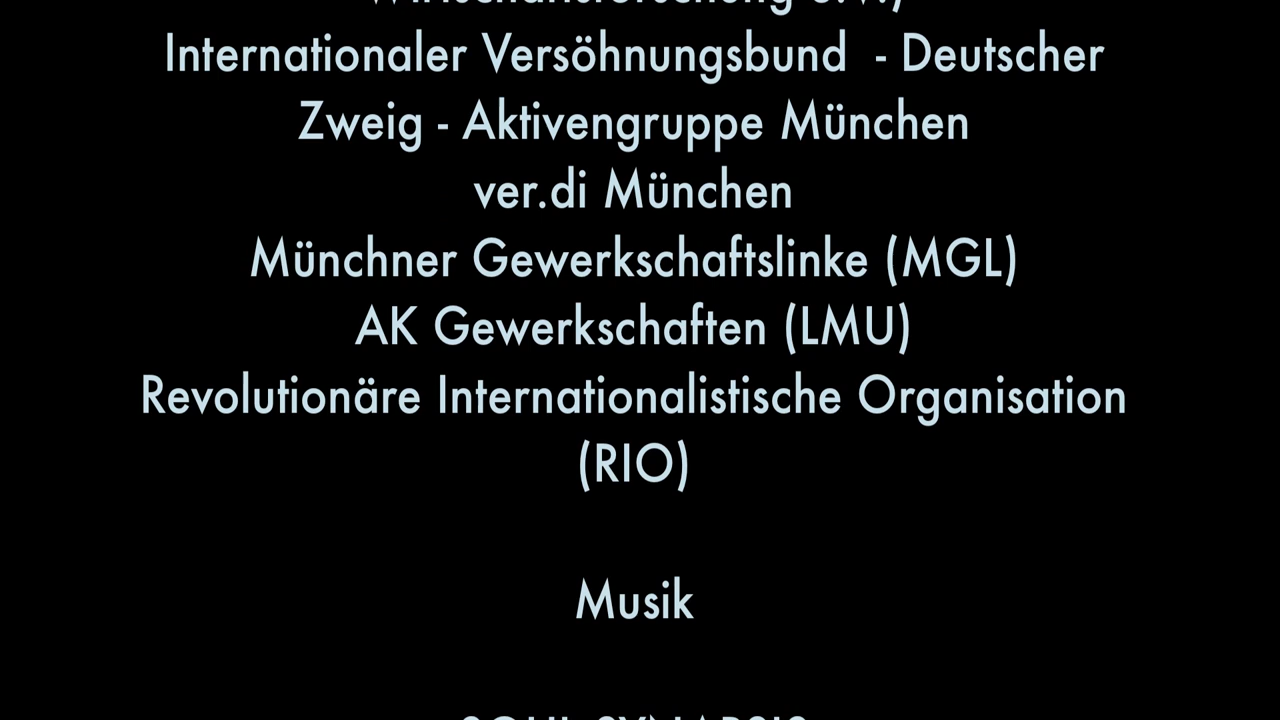 Internationaler Versöhnungsbund - Deutscher
Zweig - Aktivengruppe München
ver.di München
Münchner Gewerkschaftslinke (MGL)
AK Gewerkschaften (LMU)
Revolutionäre Internationalistische Organisation
(RIO)
Musik